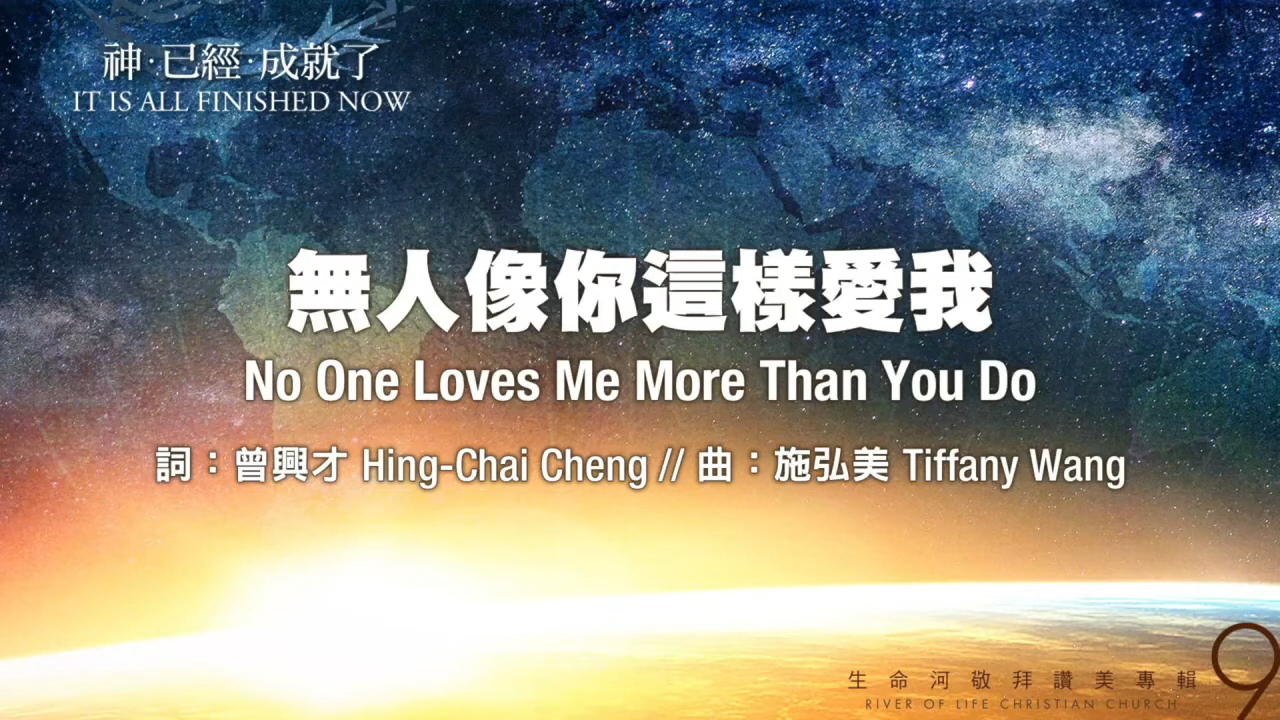 神·已經·成就了
IT IS ALL FINISHED NOW
無人像你這樣愛我
No One Loves Me More Than You Do
詞：曾興才 Hing-Chai Cheng // 曲：施弘美 Tiffany Wang
生命河敬拜讚美專輯 9
RIVER OF LIFE CHRISTIAN CHURCH